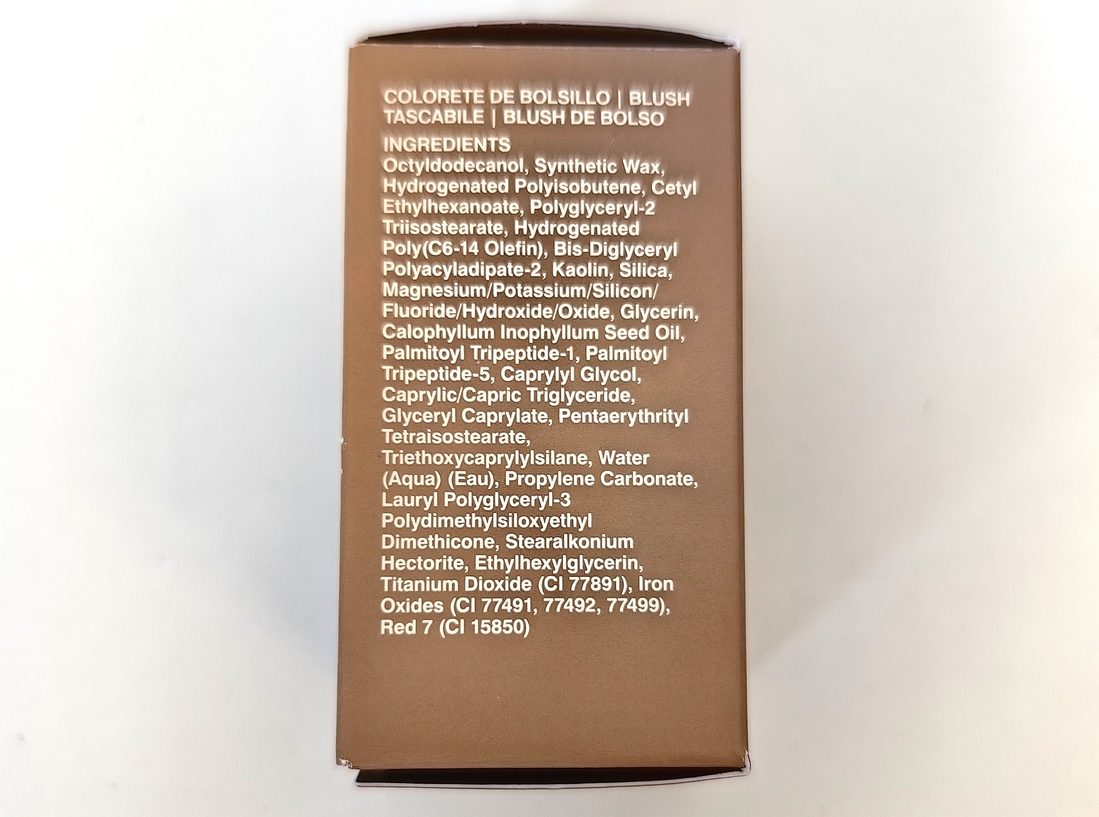 COLORETE DE BOLSILLO | BLUSH
TASCABILE | BLUSH DE BOLSO
INGREDIENTS
Octyldodecanol, Synthetic Wax,
Hydrogenated Polyisobutene, Cetyl
Ethylhexanoate, Polyglyceryl-2
Triisostearate, Hydrogenated
Poly(C6-14 Olefin), Bis-Diglyceryl
Polyacyladipate-2, Kaolin, Silica,
Magnesium/Potassium/Silicon/
Fluoride/Hydroxide/Oxide, Glycerin,
Calophyllum Inophyllum Seed Oil,
Palmitoyl Tripeptide-1, Palmitoyl
Tripeptide-5, Caprylyl Glycol,
Caprylic/Capric Triglyceride,
Glyceryl Caprylate, Pentaerythrityl
Tetraisostearate,
Triethoxycaprylylsilane, Water
(Aqua) (Eau), Propylene Carbonate,
Lauryl Polyglyceryl-3
Polydimethylsiloxyethyl
Dimethicone, Stearalkonium
Hectorite, Ethylhexylglycerin,
Titanium Dioxide (CI 77891), Iron
Oxides (CI 77491, 77492, 77499),
Red 7 (CI 15850)